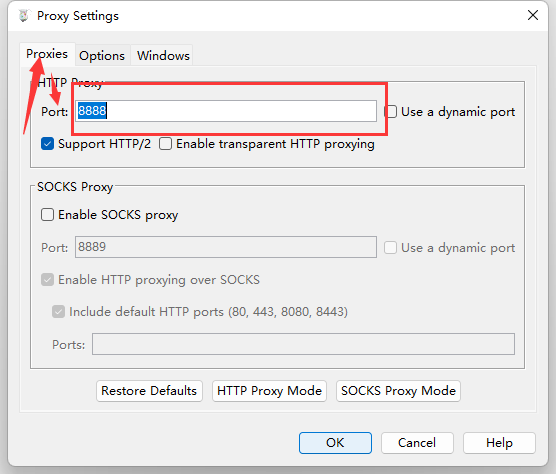 Proxy Settings
Proxies Options Windows
HTTP Proxy
Port: 8888 Use a dynamic port
Support HTTP/2 Enable transparent HTTP proxying
SOCKS Proxy
Enable SOCKS proxy
Port: 8889 Use a dynamic port
Enable HTTP proxying over SOCKS
Include default HTTP ports (80, 443, 8080, 8443)
Ports:
Restore Defaults HTTP Proxy Mode SOCKS Proxy Mode
OK Cancel Help